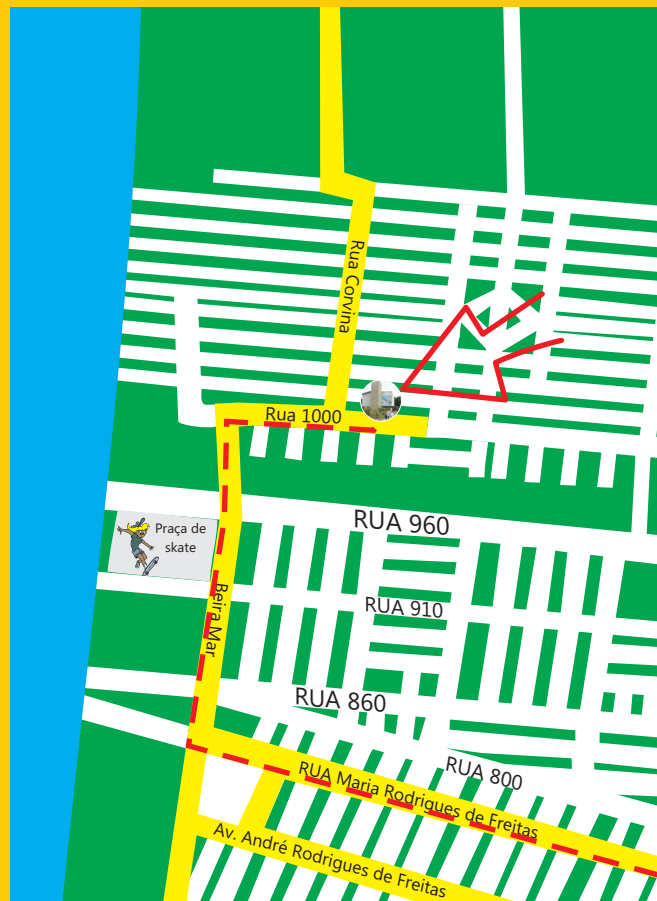 Rua Corvina
Rua 1000
RUA 960
Praça de
skate
Beira Mar
RUA 910
RUA 860
RUA 800
RUA Maria Rodrigues de Freitas
Av. André Rodrigues de Freitas